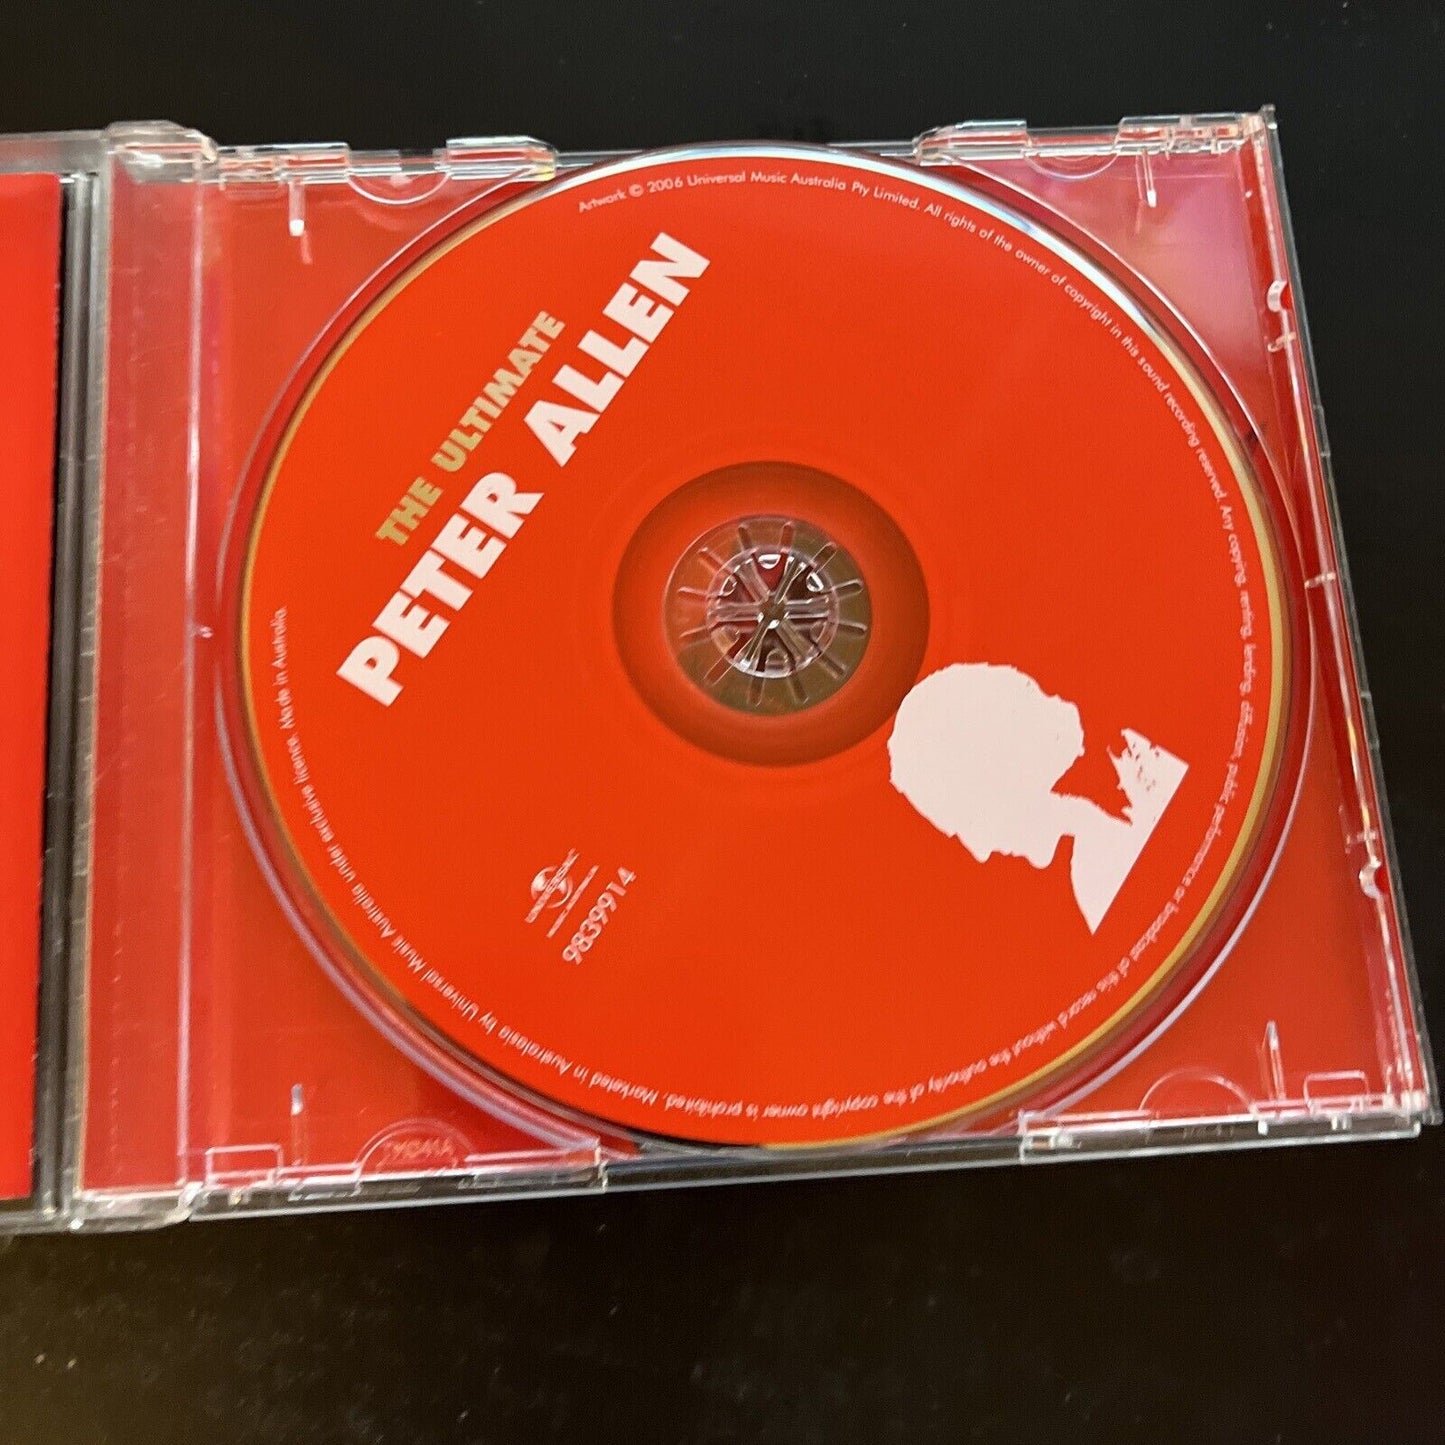 THE ULTIMATE
PETER ALLEN
UNIVERSAL
9839914
Artwork © 2006 Universal Music Australia Pty Limited. All rights of the owner of copyright in this sound recording reserved. Any copying, renting, lending, diffusion, public performance or broadcast of this record without the authority of the copyright owner is prohibited. Marketed in Australasia by Universal Music Australia under exclusive licence. Made in Australia.